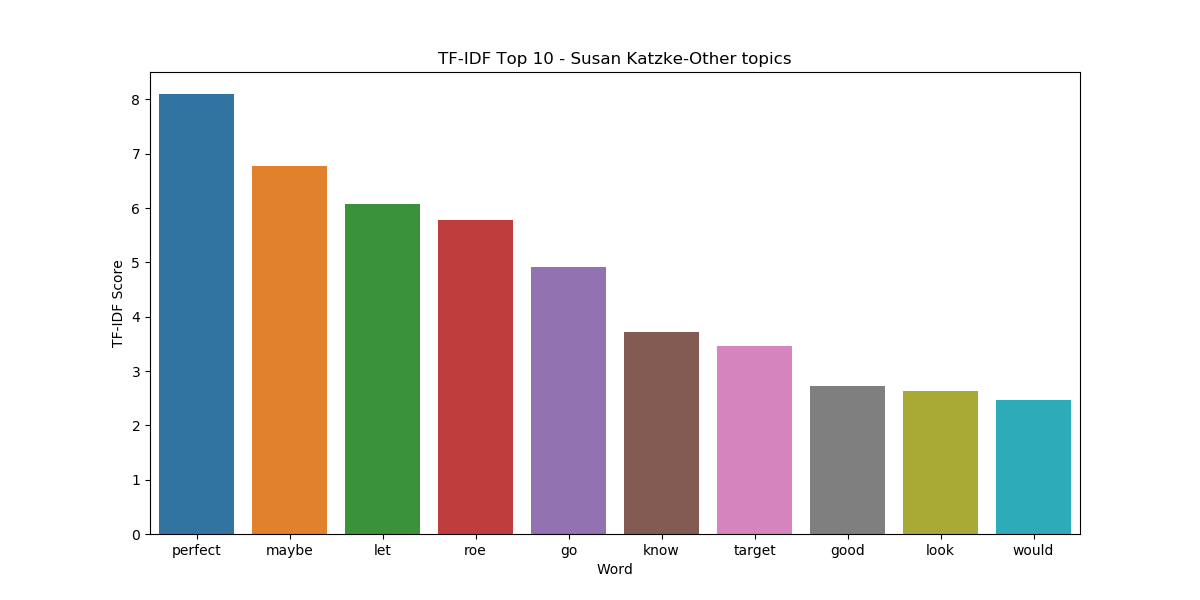 TF-IDF Top 10 - Susan Katzke-Other topics
TF-IDF Score
8
7
6
5
4
3
2
1
0
perfect maybe let roe go know target good look would
Word